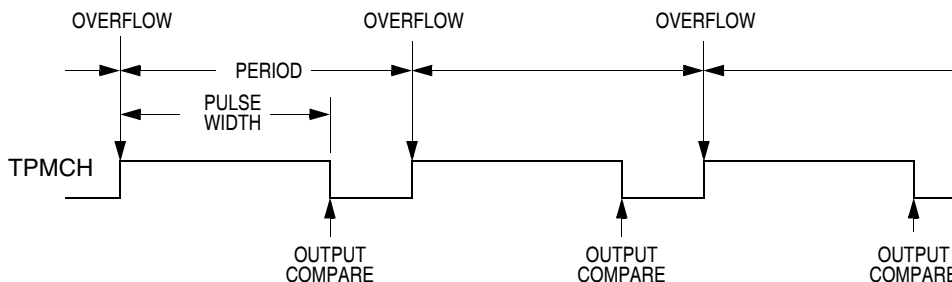 OVERFLOW OVERFLOW OVERFLOW
PERIOD
PULSE
WIDTH
TPMCH
OUTPUT
COMPARE
OUTPUT
COMPARE
OUTPUT
COMPARE